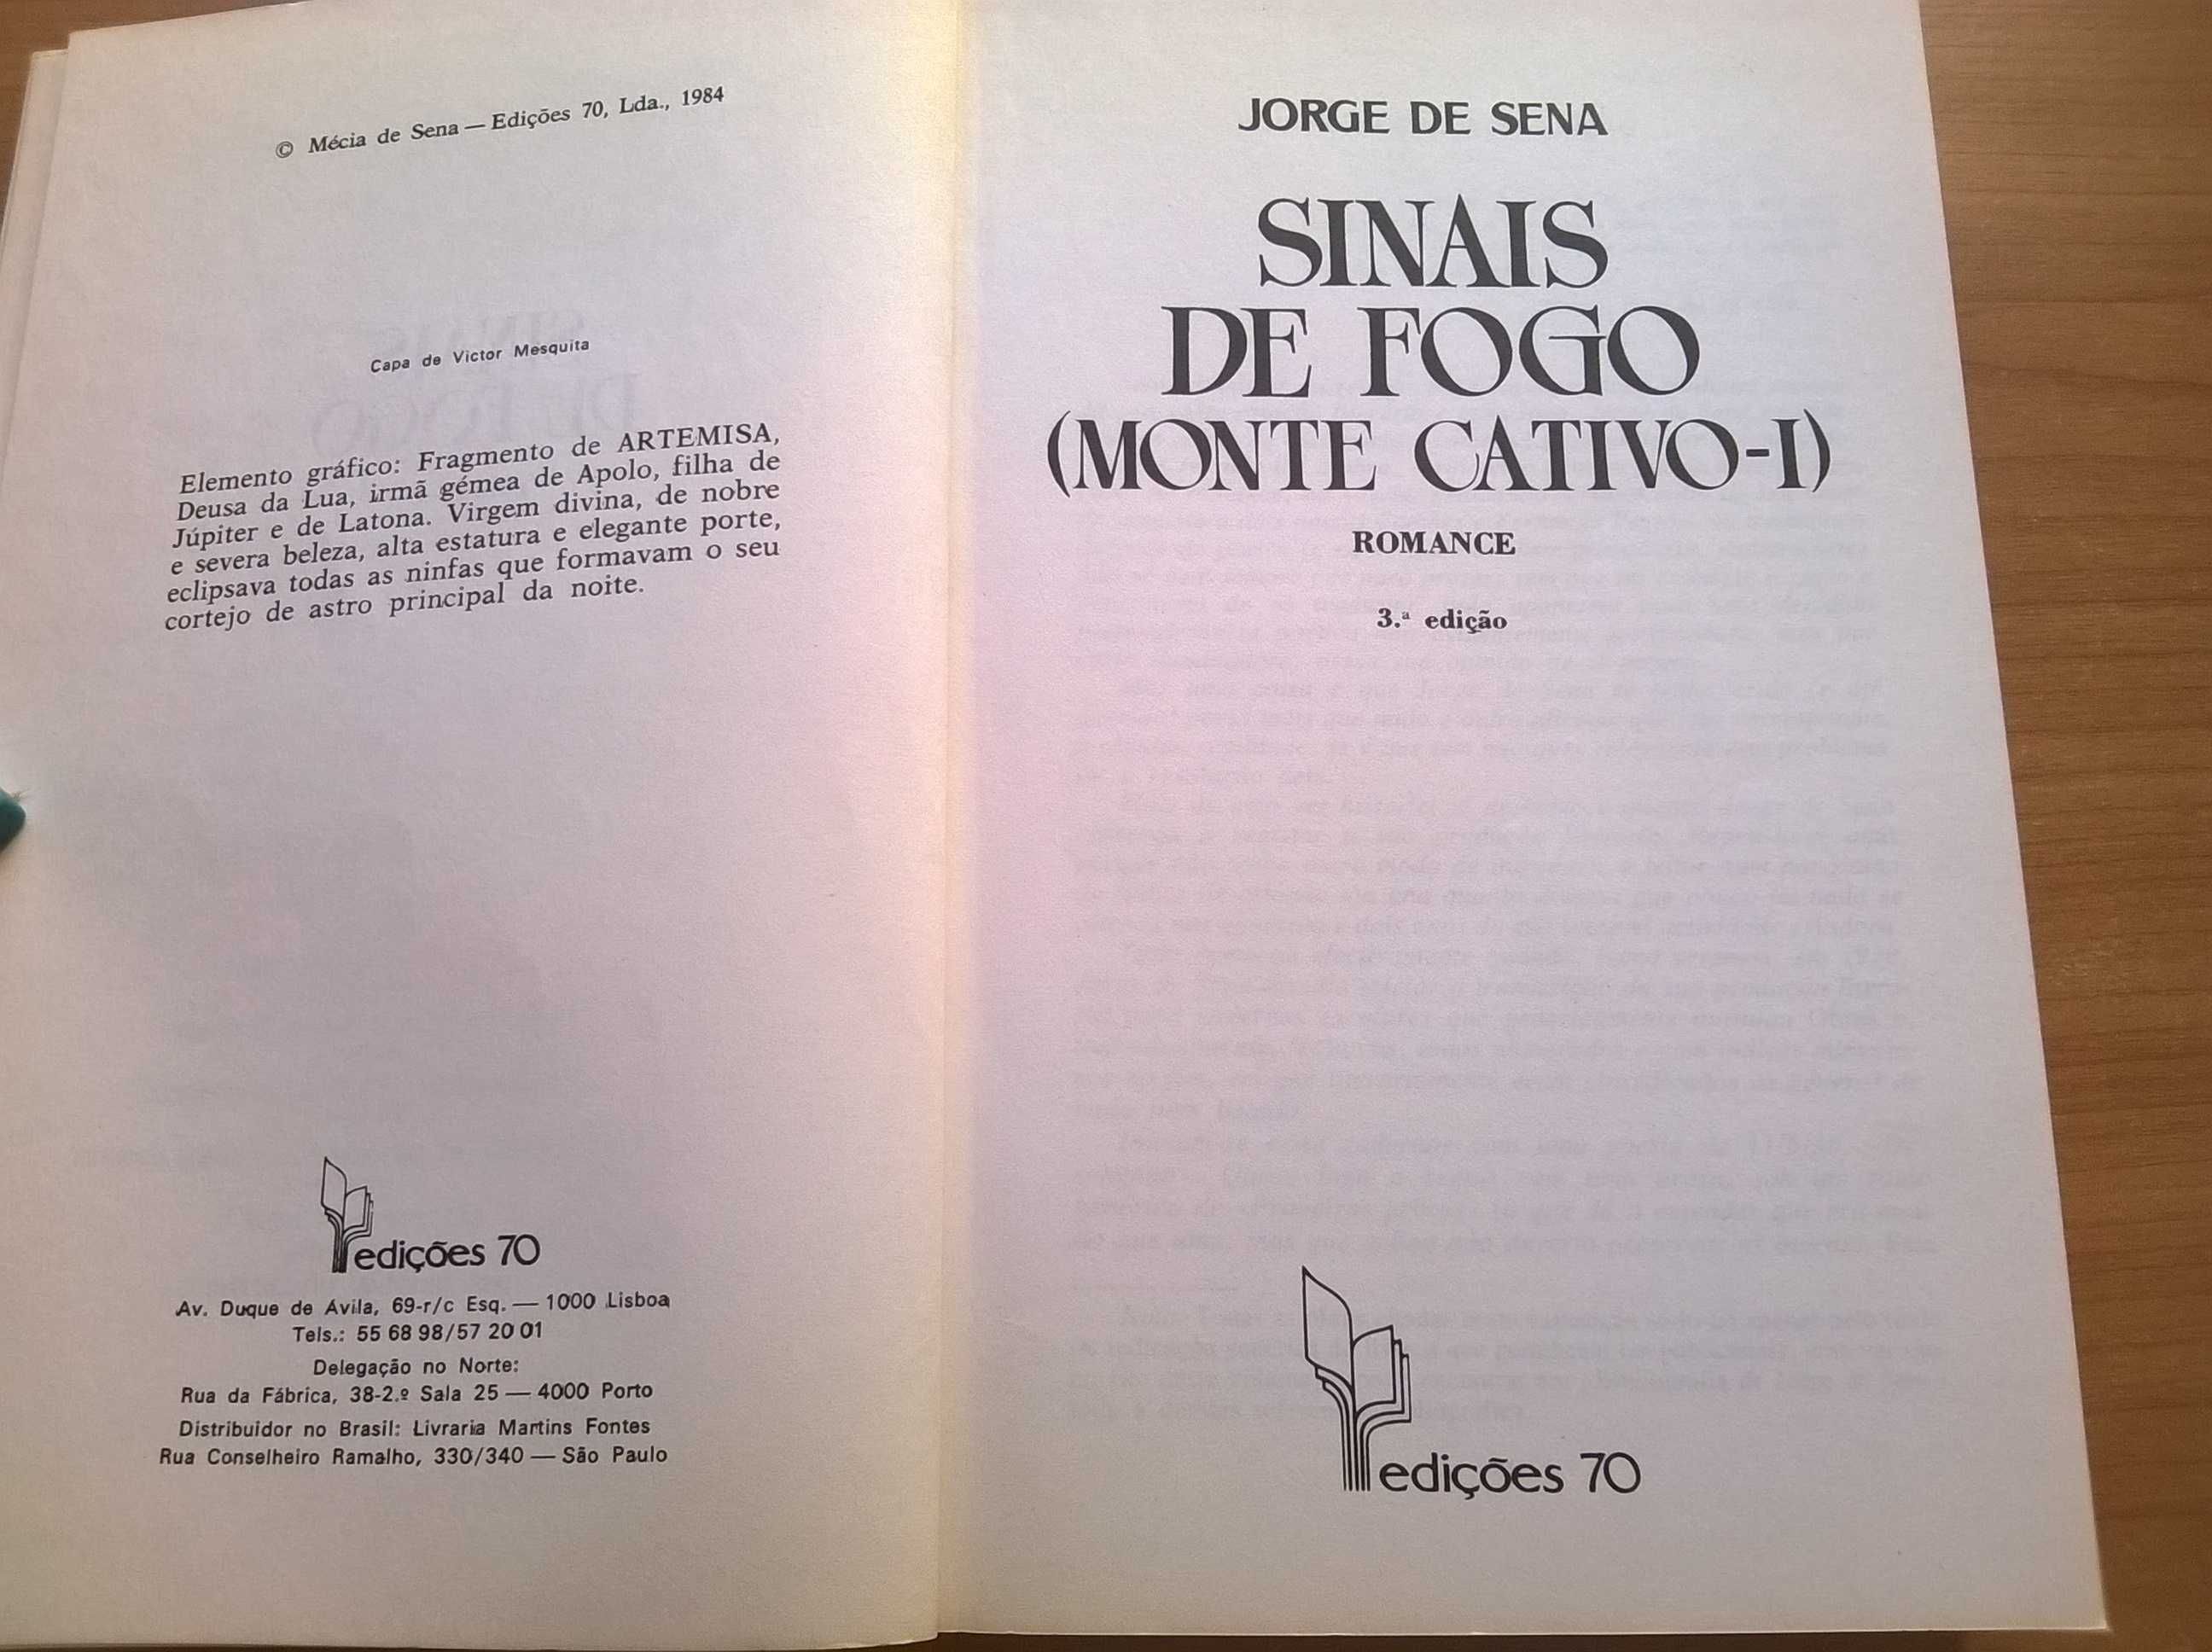 © Mécia de Sena — Edições 70, Lda., 1984
Capa de Victor Mesquita
Elemento gráfico: Fragmento de ARTEMISA,
Deusa da Lua, irmã gémea de Apolo, filha de
Júpiter e de Latona. Virgem divina, de nobre
e severa beleza, alta estatura e elegante porte,
eclipsava todas as ninfas que formavam o seu
cortejo de astro principal da noite.
edições 70
Av. Duque de Ávila, 69-r/c Esq. — 1000 Lisboa
Tels.: 55 68 98/57 20 01
Delegação no Norte:
Rua da Fábrica, 38-2.º Sala 25 — 4000 Porto
Distribuidor no Brasil: Livraria Martins Fontes
Rua Conselheiro Ramalho, 330/340 — São Paulo
JORGE DE SENA
SINAIS
DE FOGO
(MONTE CATIVO-I)
ROMANCE
3.ª edição
edições 70